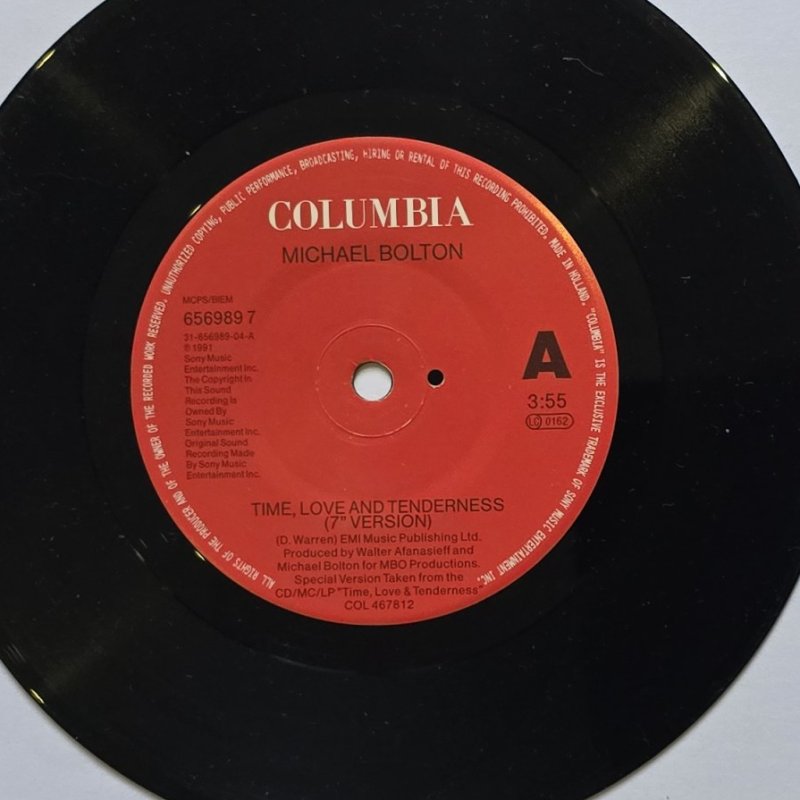 ALL RIGHTS OF THE PRODUCER AND OF THE OWNER OF THE RECORDED WORK RESERVED. UNAUTHORIZED COPYING, PUBLIC PERFORMANCE, BROADCASTING, HIRING OR RENTAL OF THIS RECORDING PROHIBITED. MADE IN HOLLAND. "COLUMBIA" IS THE EXCLUSIVE TRADEMARK OF SONY MUSIC ENTERTAINMENT INC.
COLUMBIA
MICHAEL BOLTON
MCPS/BIEM
656989 7
31-656989-04-A
℗ 1991
Sony Music
Entertainment Inc.
The Copyright In
This Sound
Recording is
Owned By
Sony Music
Entertainment Inc.
Original Sound
Recording Made
By Sony Music
Entertainment Inc.
A
3:55
LC 0162
TIME, LOVE AND TENDERNESS
(7" VERSION)
(D. Warren) EMI Music Publishing Ltd.
Produced by Walter Afanasieff and
Michael Bolton for MBO Productions.
Special Version Taken from the
CD/MC/LP "Time, Love & Tenderness"
COL 467812